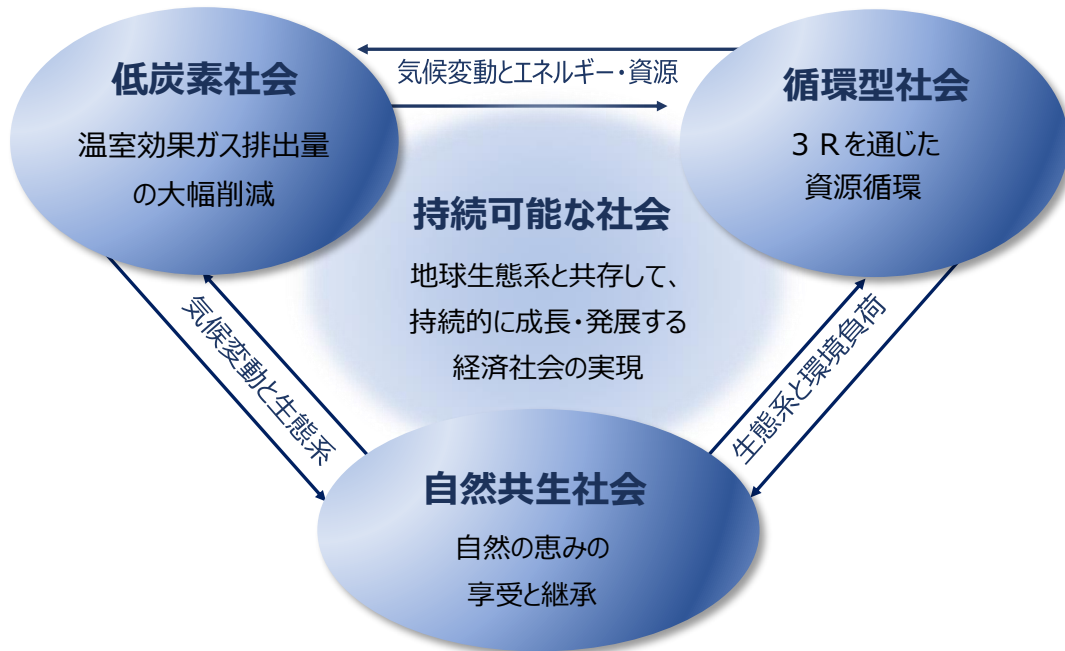 低炭素社会
温室効果ガス排出量
の大幅削減
気候変動とエネルギー・資源
循環型社会
３Rを通じた
資源循環
持続可能な社会
地球生態系と共存して、
持続的に成長・発展する
経済社会の実現
気候変動と生態系
生態系と環境負荷
自然共生社会
自然の恵みの
享受と継承